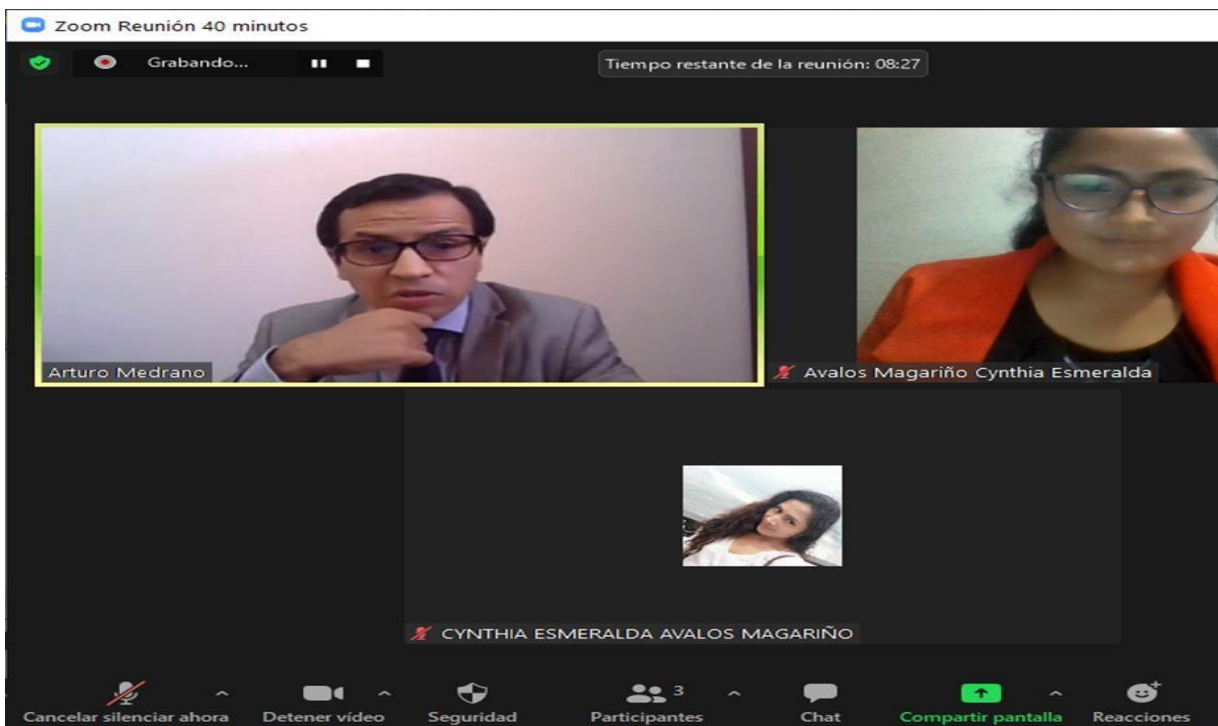 Zoom Reunión 40 minutos
Grabando...
Tiempo restante de la reunión: 08:27
Arturo Medrano
Avalos Magariño Cynthia Esmeralda
CYNTHIA ESMERALDA AVALOS MAGARIÑO
3
Cancelar silenciar ahora
Detener vídeo
Seguridad
Participantes
Chat
Compartir pantalla
Reacciones